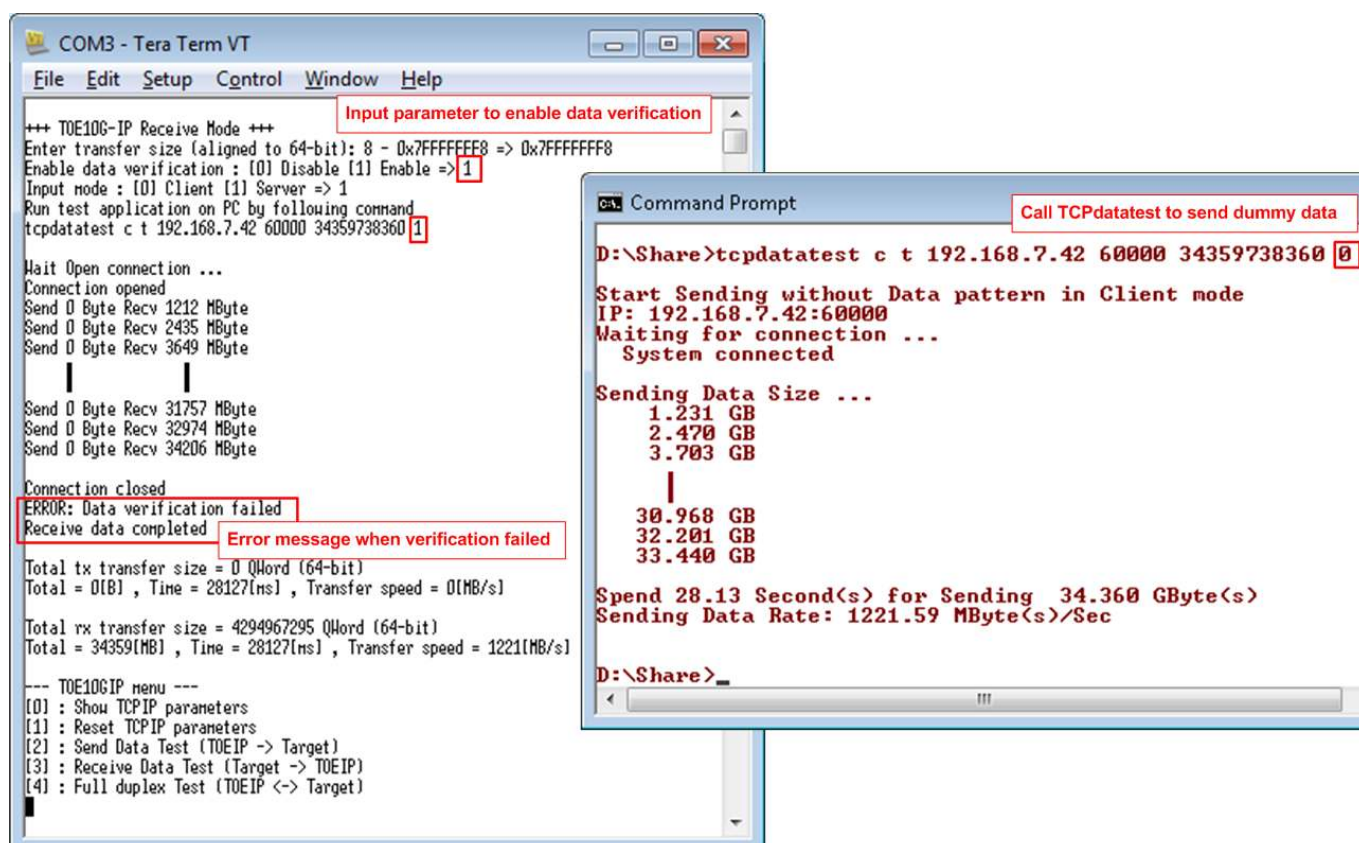 COM3 - Tera Term VT
File Edit Setup Control Window Help
Input parameter to enable data verification
+++ TOE10G-IP Receive Mode +++
Enter transfer size (aligned to 64-bit): 8 - 0x7FFFFFFF8 => 0x7FFFFFFF8
Enable data verification : [0] Disable [1] Enable => 1
Input mode : [0] Client [1] Server => 1
Run test application on PC by following command
tcpdatatest c t 192.168.7.42 60000 34359738360 1
Wait Open connection ...
Connection opened
Send 0 Byte Recv 1212 MByte
Send 0 Byte Recv 2435 MByte
Send 0 Byte Recv 3649 MByte
Send 0 Byte Recv 31757 MByte
Send 0 Byte Recv 32974 MByte
Send 0 Byte Recv 34206 MByte
Connection closed
ERROR: Data verification failed
Receive data completed
Error message when verification failed
Total tx transfer size = 0 QWord (64-bit)
Total = 0[B] , Time = 28127[ms] , Transfer speed = 0[MB/s]
Total rx transfer size = 4294967295 QWord (64-bit)
Total = 34359[MB] , Time = 28127[ms] , Transfer speed = 1221[MB/s]
--- TOE10GIP menu ---
[0] : Show TCPIP parameters
[1] : Reset TCPIP parameters
[2] : Send Data Test (TOEIP -> Target)
[3] : Receive Data Test (Target -> TOEIP)
[4] : Full duplex Test (TOEIP <-> Target)
C:\. Command Prompt
Call TCPdatatest to send dummy data
D:\Share>tcpdatatest c t 192.168.7.42 60000 34359738360 0
Start Sending without Data pattern in Client mode
IP: 192.168.7.42:60000
Waiting for connection ...
System connected
Sending Data Size ...
1.231 GB
2.470 GB
3.703 GB
30.968 GB
32.201 GB
33.440 GB
Spend 28.13 Second(s) for Sending 34.360 GByte(s)
Sending Data Rate: 1221.59 MByte(s)/Sec
D:\Share>_